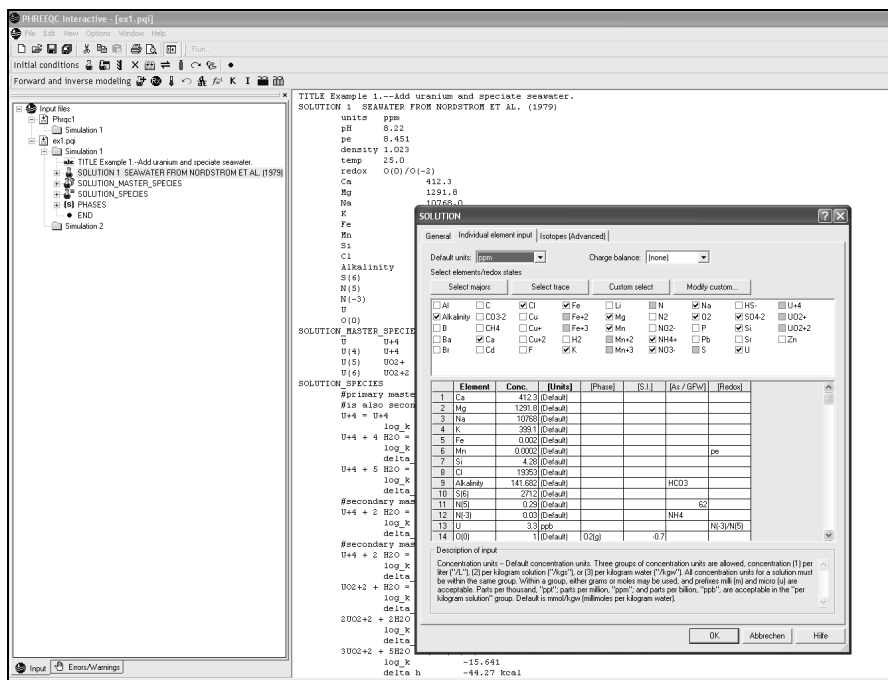 PHREEQC Interactive - [ex1.pqi]
File Edit View Options Window Help
Run...
Initial conditions
Forward and inverse modeling K I
Input files
Phrqc1
Simulation 1
ex1.pqi
Simulation 1
abc TITLE Example 1.--Add uranium and speciate seawater.
SOLUTION 1 SEAWATER FROM NORDSTROM ET AL. (1979)
SOLUTION_MASTER_SPECIES
SOLUTION_SPECIES
(s) PHASES
END
Simulation 2
Input Errors/Warnings
TITLE Example 1.--Add uranium and speciate seawater.
SOLUTION 1 SEAWATER FROM NORDSTROM ET AL. (1979)
units ppm
pH 8.22
pe 8.451
density 1.023
temp 25.0
redox O(0)/O(-2)
Ca 412.3
Mg 1291.8
Na 10768.0
K
Fe
Mn
Si
Cl
Alkalinity
S(6)
N(5)
N(-3)
U
O(0)
SOLUTION_MASTER_SPECIE
U U+4
U(4) U+4
U(5) UO2+
U(6) UO2+2
SOLUTION_SPECIES
#primary maste
#is also secon
U+4 = U+4
log_k
U+4 + 4 H2O =
log_k
delta_
U+4 + 5 H2O =
log_k
delta_
#secondary mas
U+4 + 2 H2O =
log_k
delta_
#secondary mas
U+4 + 2 H2O =
log_k
delta_
UO2+2 + H2O =
log_k
delta_
2UO2+2 + 2H2O
log_k
delta_
3UO2+2 + 5H2O
log_k -15.641
delta_h -44.27 kcal
SOLUTION
General Individual element input Isotopes (Advanced)
Default units: ppm Charge balance: (none)
Select elements/redox states
Select majors Select trace Custom select Modify custom...
Al C Cl Fe Li N Na HS- U+4
Alkalinity CO3-2 Cu Fe+2 Mg N2 O2 SO4-2 UO2+
B CH4 Cu+ Fe+3 Mn NO2- P Si UO2+2
Ba Ca Cu+2 H2 Mn+2 NH4+ Pb Sr Zn
Br Cd F K Mn+3 NO3- S U
Element Conc. [Units] [Phase] [S.I.] [As / GFW] [Redox]
1 Ca 412.3 (Default)
2 Mg 1291.8 (Default)
3 Na 10768 (Default)
4 K 399.1 (Default)
5 Fe 0.002 (Default)
6 Mn 0.0002 (Default) pe
7 Si 4.28 (Default)
8 Cl 19353 (Default)
9 Alkalinity 141.682 (Default) HCO3
10 S(6) 2712 (Default)
11 N(5) 0.29 (Default) 62
12 N(-3) 0.03 (Default) NH4
13 U 3.3 ppb N(-3)/N(5)
14 O(0) 1 (Default) O2(g) -0.7
Description of input
Concentration units -- Default concentration units. Three groups of concentration units are allowed, concentration (1) per
liter ("/L"), (2) per kilogram solution ("/kgs"), or (3) per kilogram water ("/kgw"). All concentration units for a solution must
be within the same group. Within a group, either grams or moles may be used, and prefixes milli (m) and micro (u) are
acceptable. Parts per thousand, "ppt"; parts per million, "ppm"; and parts per billion, "ppb", are acceptable in the "per
kilogram solution" group. Default is mmol/kgw (millimoles per kilogram water).
OK Abbrechen Hilfe